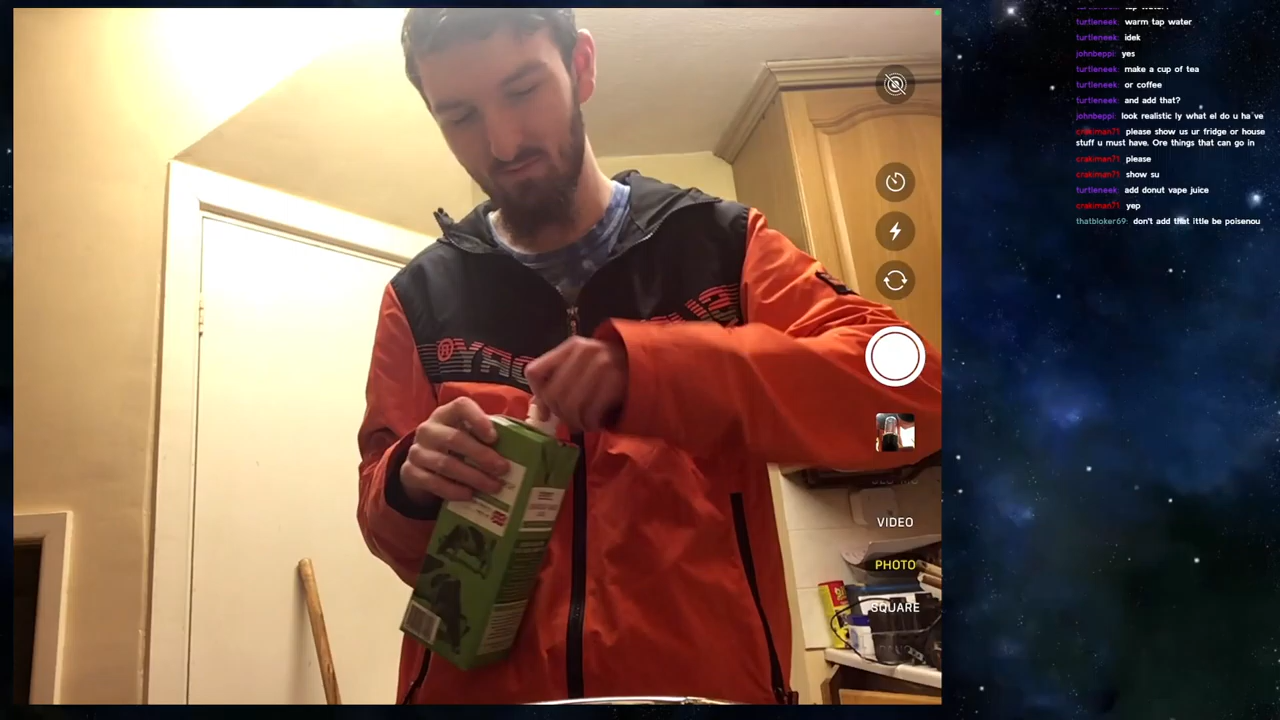 turtleneek: warm tap water
turtleneek: idek
johnbeppi: yes
turtleneek: make a cup of tea
turtleneek: or coffee
turtleneek: and add that?
johnbeppi: look realistic ly what el do u ha ve
crakiman71: please show us ur fridge or house
stuff u must have. Ore things that can go in
crakiman71: please
crakiman71: show su
turtleneek: add donut vape juice
crakiman71: yep
thatbloker69: don't add that ittle be poisenou
VIDEO
PHOTO
SQUARE